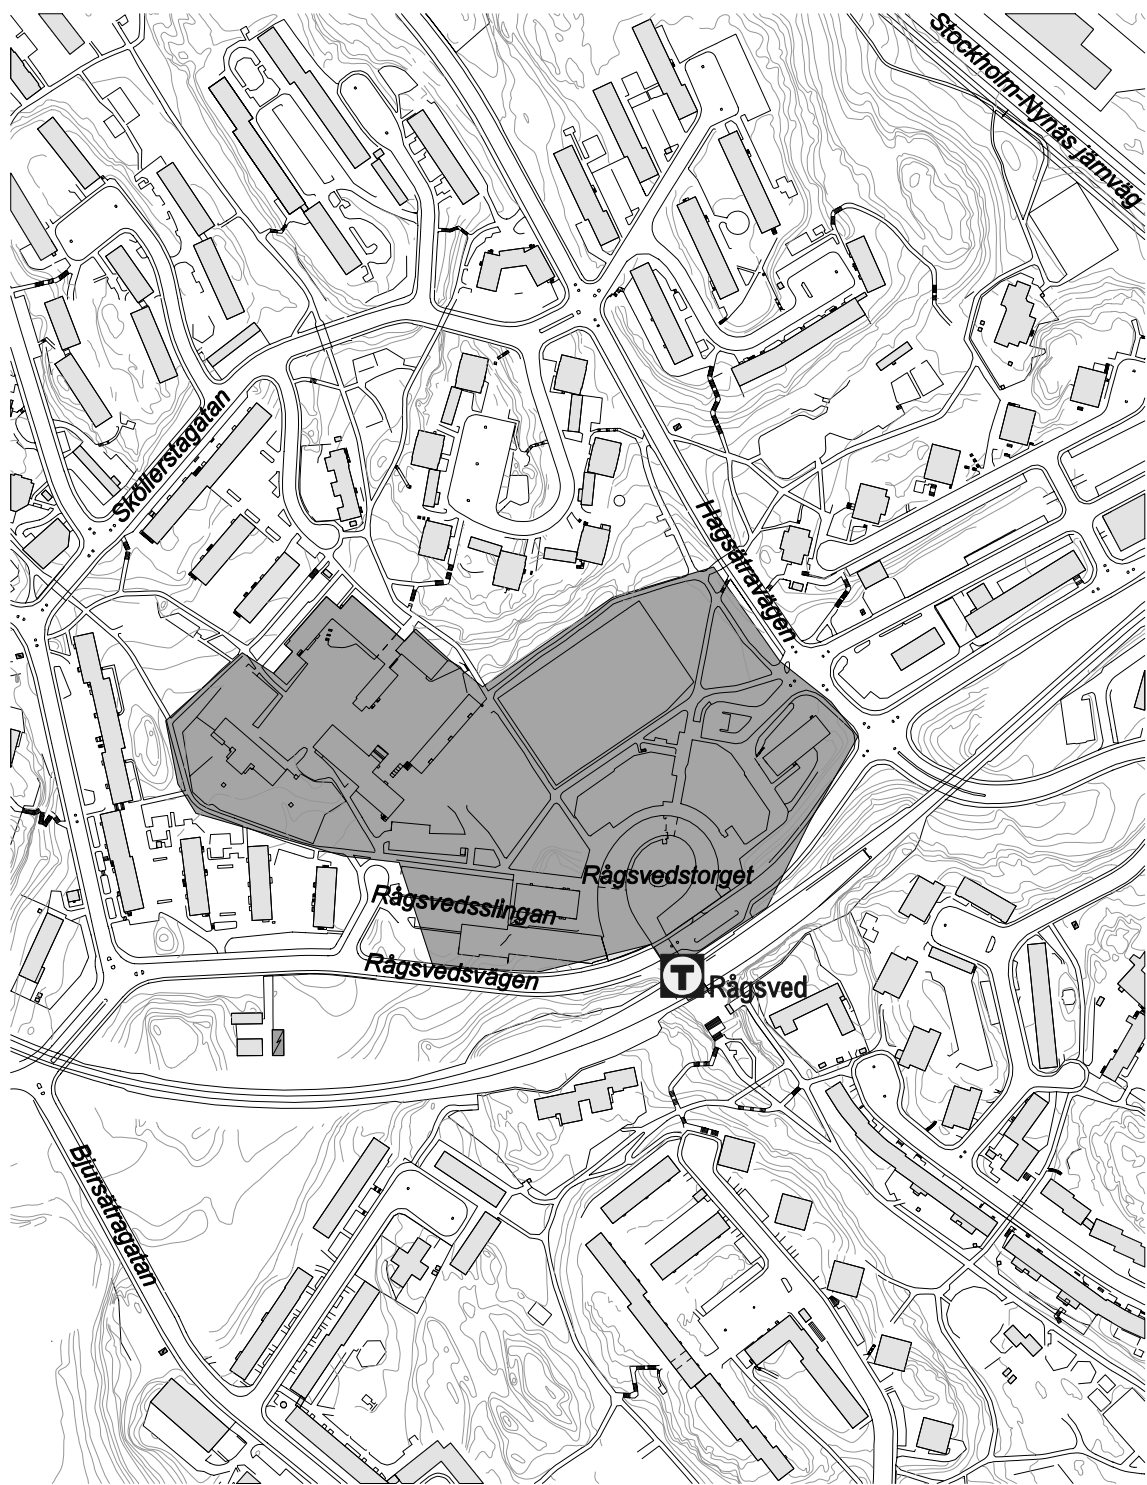 Stockholm-Nynäs järnväg
Sköllerstagatan
Hagsätravägen
Rågsvedstorget
Rågsvedsslingan
Rågsvedsvägen
T Rågsved
Bjursätragatan